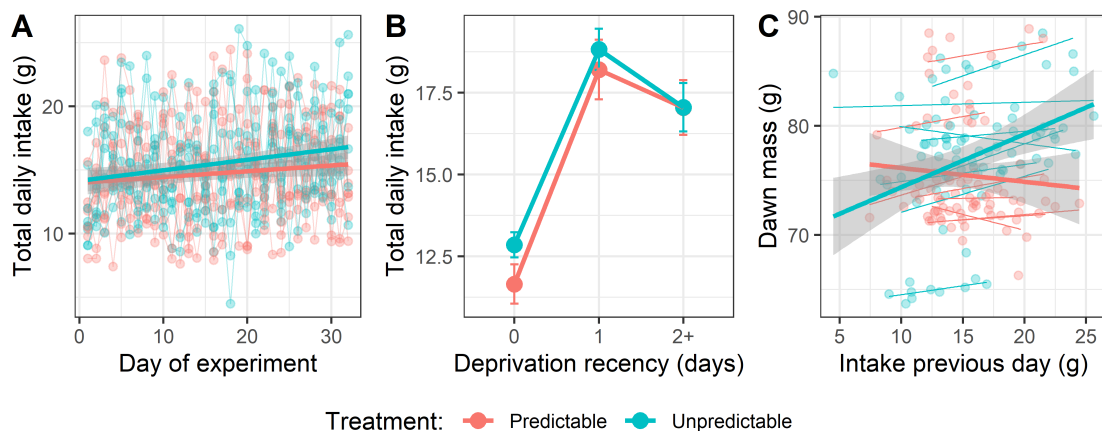 A
B
C
Total daily intake (g)
20
10
0
10
20
30
Day of experiment
Total daily intake (g)
17.5
15.0
12.5
0
1
2+
Deprivation recency (days)
Dawn mass (g)
90
80
70
5
10
15
20
25
Intake previous day (g)
Treatment: Predictable Unpredictable